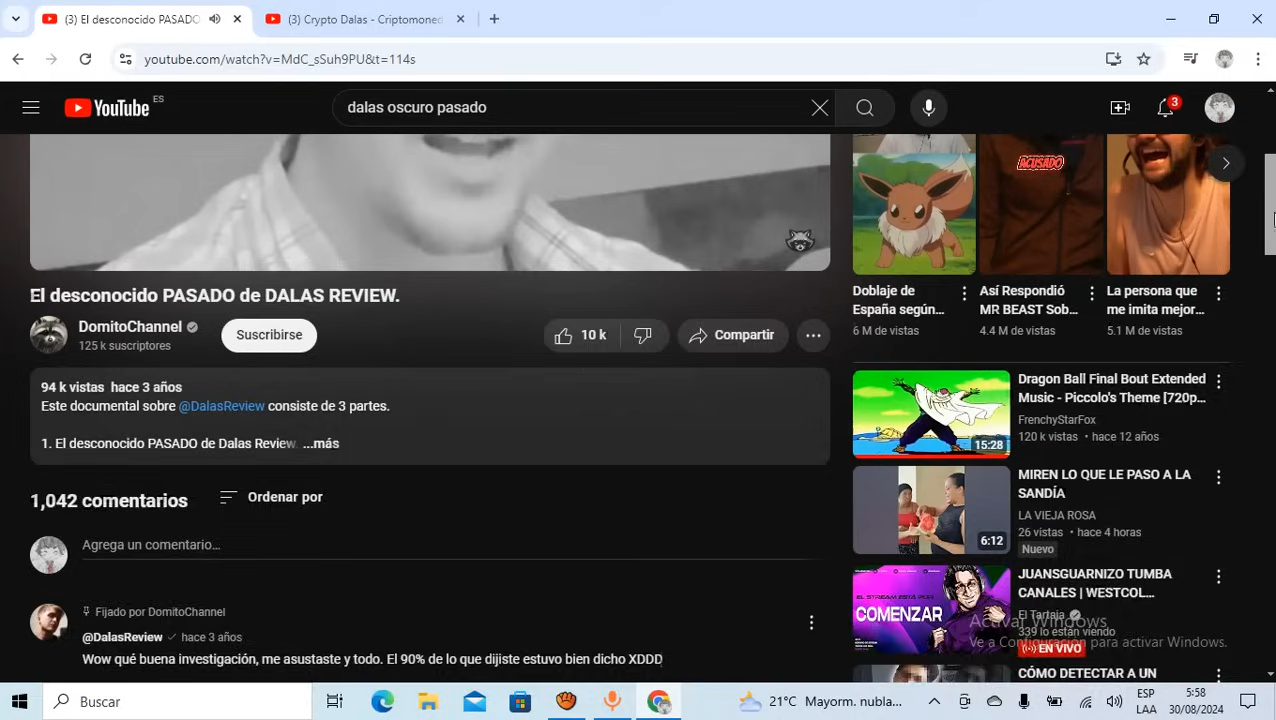 (3) El desconocido PASADO
(3) Crypto Dalas - Criptomoned
youtube.com/watch?v=MdC_sSuh9PU&t=114s
YouTube
ES
dalas oscuro pasado
3
ACUSADO
El desconocido PASADO de DALAS REVIEW.
DomitoChannel
125 k suscriptores
Suscribirse
10 k
Compartir
94 k vistas hace 3 años
Este documental sobre @DalasReview consiste de 3 partes.
1. El desconocido PASADO de Dalas Review. ...más
1,042 comentarios
Ordenar por
Agrega un comentario...
Fijado por DomitoChannel
@DalasReview
hace 3 años
Wow qué buena investigación, me asustaste y todo. El 90% de lo que dijiste estuvo bien dicho XDDD
Doblaje de
España según...
6 M de vistas
Así Respondió
MR BEAST Sob...
4.4 M de vistas
La persona que
me imita mejor...
5.1 M de vistas
15:28
Dragon Ball Final Bout Extended
Music - Piccolo's Theme [720p...
FrenchyStarFox
120 k vistas • hace 12 años
6:12
MIREN LO QUE LE PASO A LA
SANDÍA
LA VIEJA ROSA
26 vistas • hace 4 horas
Nuevo
EL STREAM ESTÁ POR
COMENZAR
JUANSGUARNIZO TUMBA
CANALES | WESTCOL...
El Tartaja
339 lo están viendo
EN VIVO
CÓMO DETECTAR A UN
Activar Windows
Ve a Configuración para activar Windows.
Buscar
21°C Mayorm. nubla...
ESP
LAA
5:58
30/08/2024